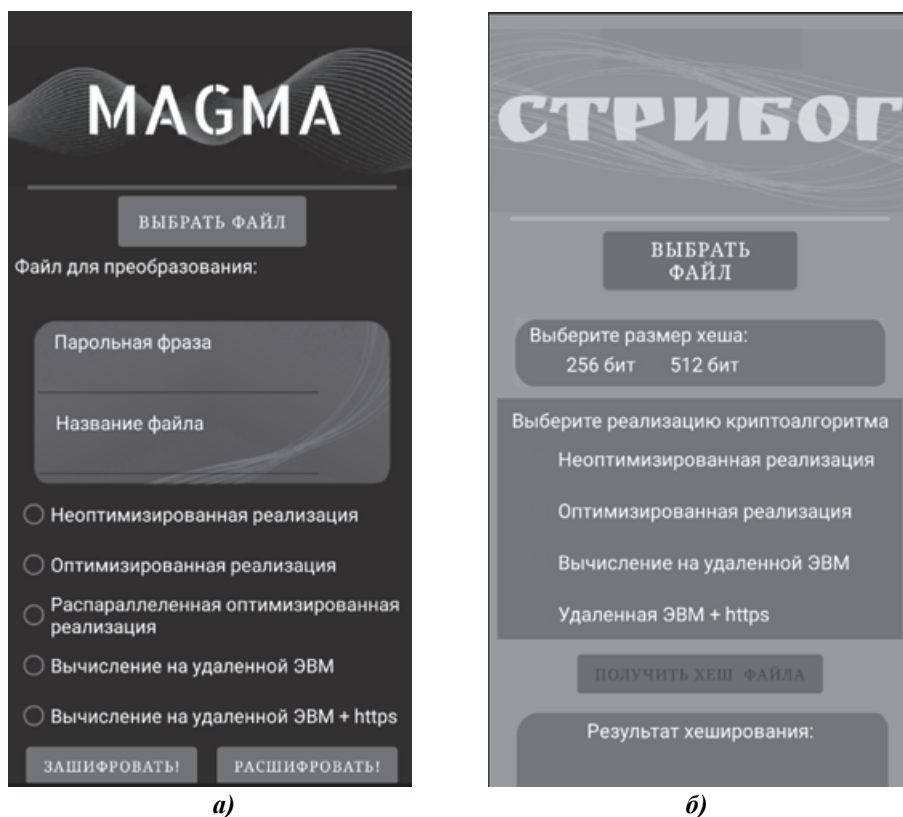 MAGMA
ВЫБРАТЬ ФАЙЛ
Файл для преобразования:
Парольная фраза
Название файла
Неоптимизированная реализация
Оптимизированная реализация
Распараллеленная оптимизированная
реализация
Вычисление на удаленной ЭВМ
Вычисление на удаленной ЭВМ + https
ЗАШИФРОВАТЬ!
РАСШИФРОВАТЬ!
а)
СТРИБОГ
ВЫБРАТЬ
ФАЙЛ
Выберите размер хеша:
256 бит 512 бит
Выберите реализацию криптоалгоритма
Неоптимизированная реализация
Оптимизированная реализация
Вычисление на удаленной ЭВМ
Удаленная ЭВМ + https
ПОЛУЧИТЬ ХЕШ ФАЙЛА
Результат хеширования:
б)